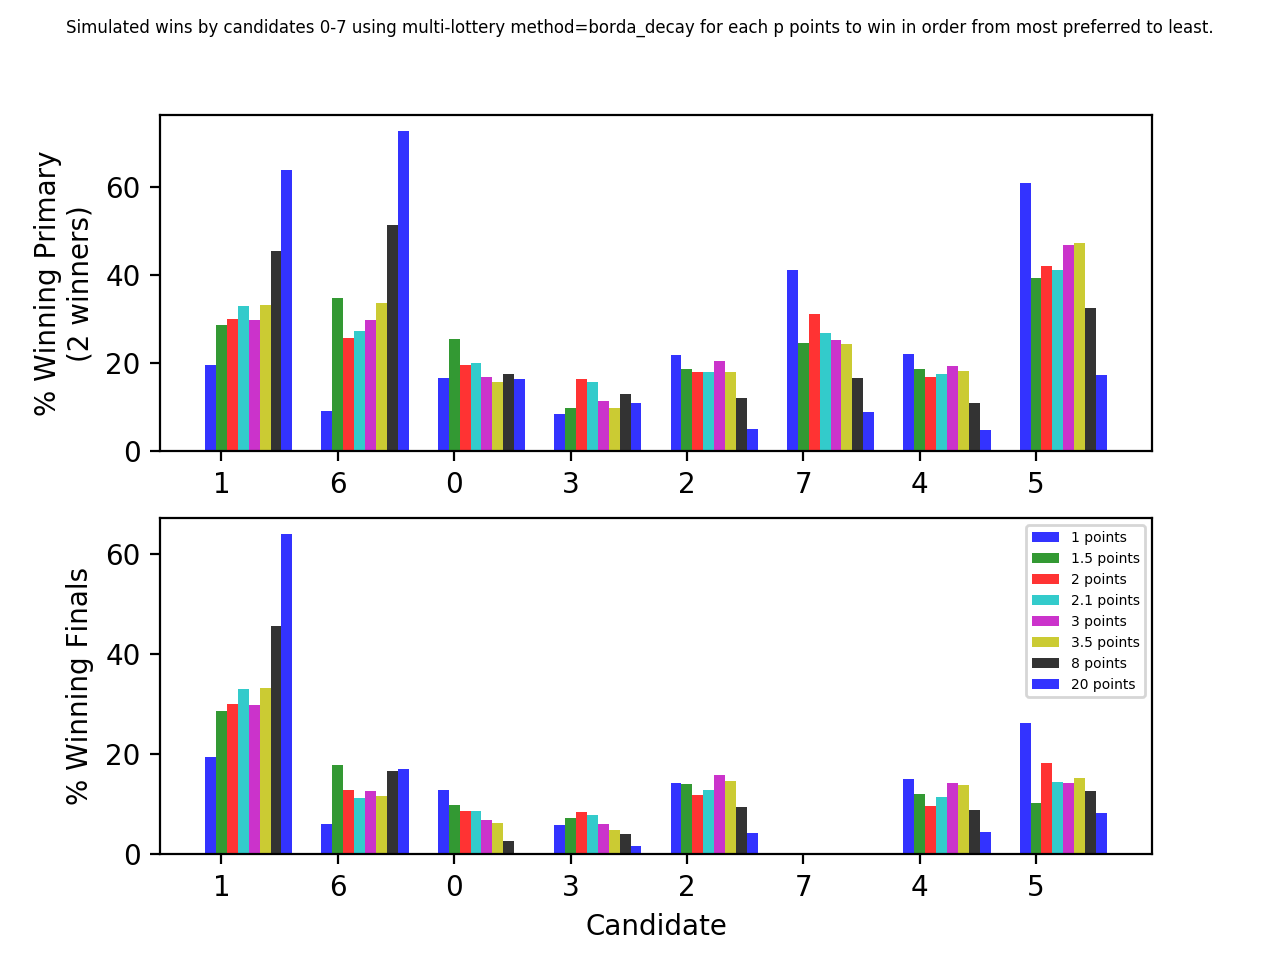 Simulated wins by candidates 0-7 using multi-lottery method=borda_decay for each p points to win in order from most preferred to least.
% Winning Primary
(2 winners)
60
40
20
0
1 6 0 3 2 7 4 5
% Winning Finals
60
40
20
0
1 points
1.5 points
2 points
2.1 points
3 points
3.5 points
8 points
20 points
1 6 0 3 2 7 4 5
Candidate